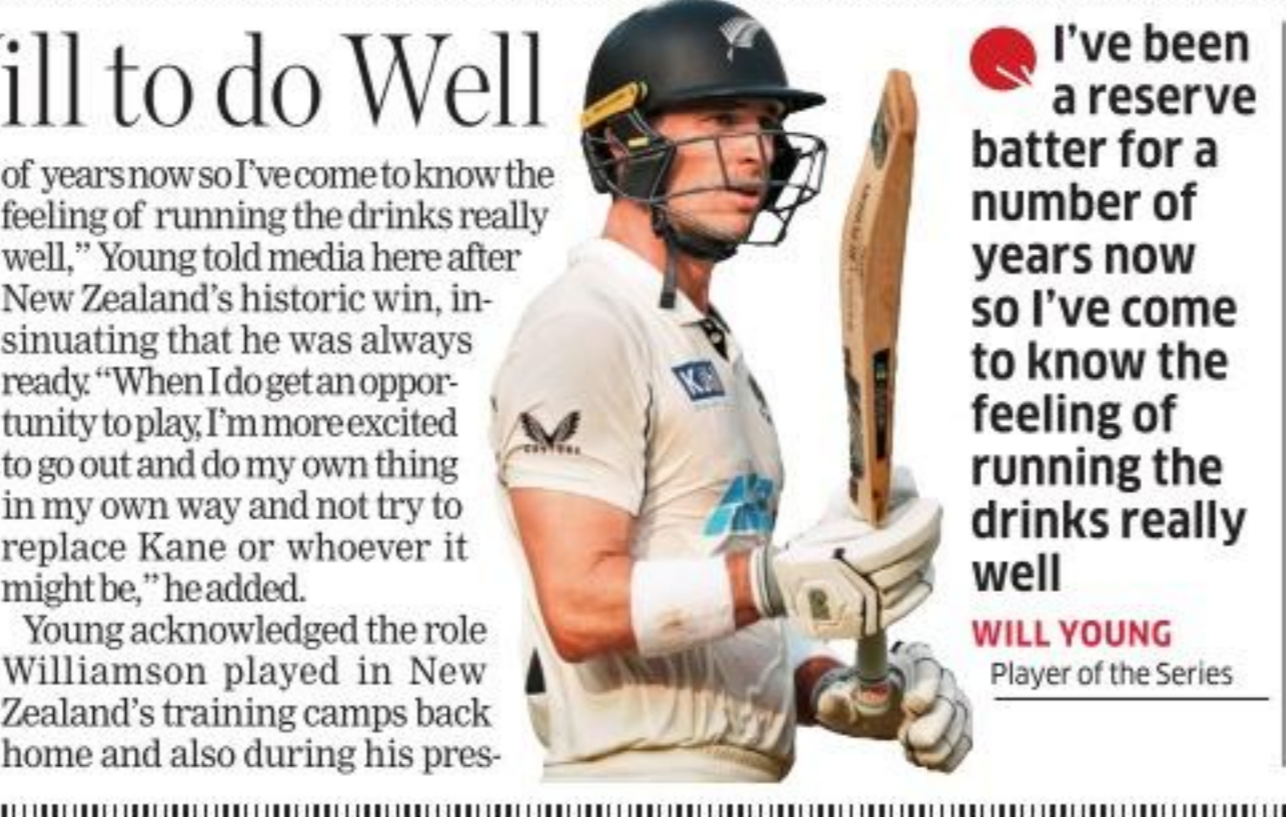 ill to do Well
of years now so I've come to know the
feeling of running the drinks really
well,” Young told media here after
New Zealand's historic win, in-
sinuating that he was always
ready. “When I do get an oppor-
tunity to play, I'm more excited
to go out and do my own thing
in my own way and not try to
replace Kane or whoever it
might be,” he added.
Young acknowledged the role
Williamson played in New
Zealand's training camps back
home and also during his pres-
I've been
a reserve
batter for a
number of
years now
so I've come
to know the
feeling of
running the
drinks really
well
WILL YOUNG
Player of the Series